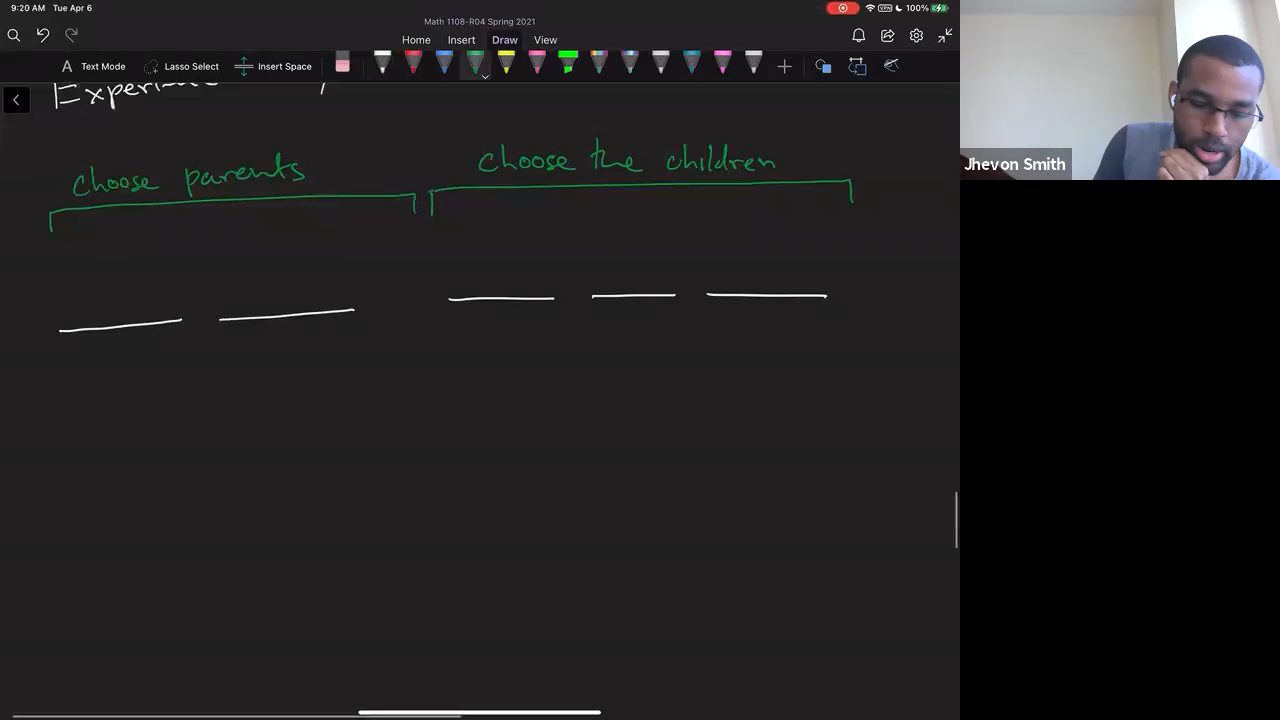 9:20 AM Tue Apr 6
VPN 100%
Math 1108-R04 Spring 2021
Home Insert Draw View
A Text Mode Lasso Select Insert Space
choose parents
choose the children
Jhevon Smith